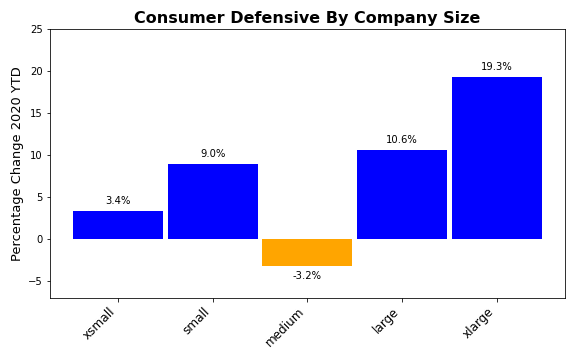 Consumer Defensive By Company Size
Percentage Change 2020 YTD
25
20
15
10
5
0
−5
3.4%
9.0%
-3.2%
10.6%
19.3%
xsmall
small
medium
large
xlarge